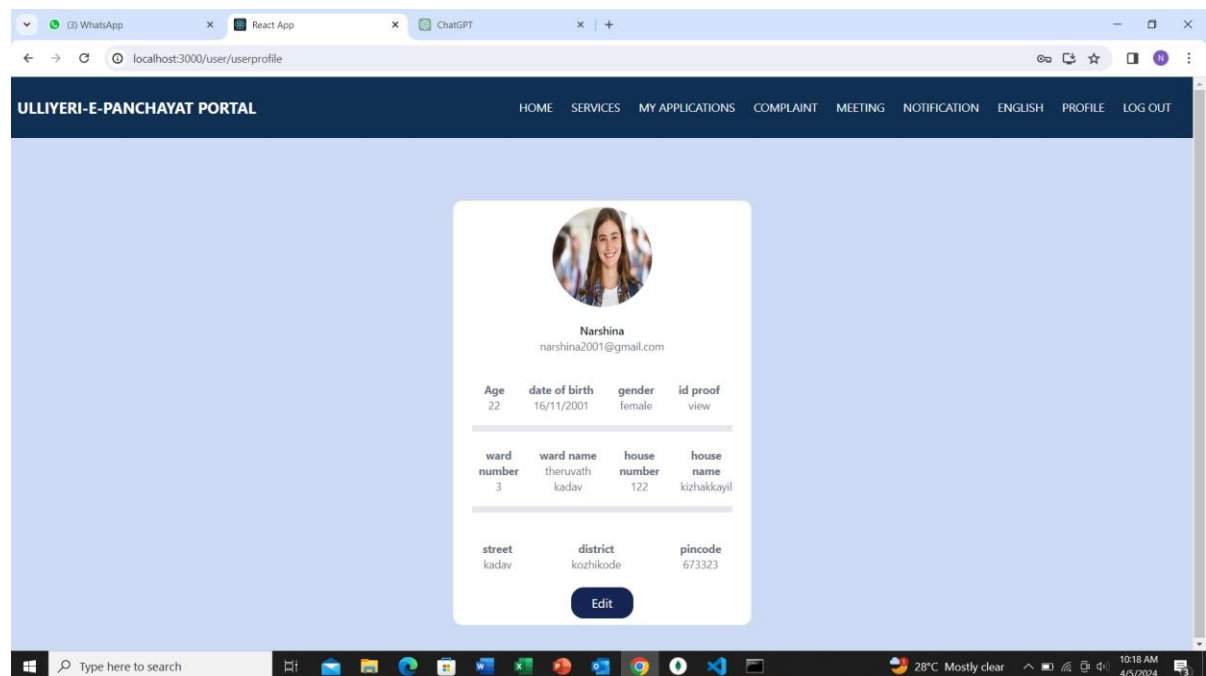 (3) WhatsApp
React App
ChatGPT
localhost:3000/user/userprofile
N
ULLIYERI-E-PANCHAYAT PORTAL
HOME SERVICES MY APPLICATIONS COMPLAINT MEETING NOTIFICATION ENGLISH PROFILE LOG OUT
Narshina
narshina2001@gmail.com
Age date of birth gender id proof
22 16/11/2001 female view
ward ward name house house
number theruvath number name
3 kadav 122 kizhakkayil
street district pincode
kadav kozhikode 673323
Edit
Type here to search
28°C Mostly clear
10:18 AM
4/5/2024
3